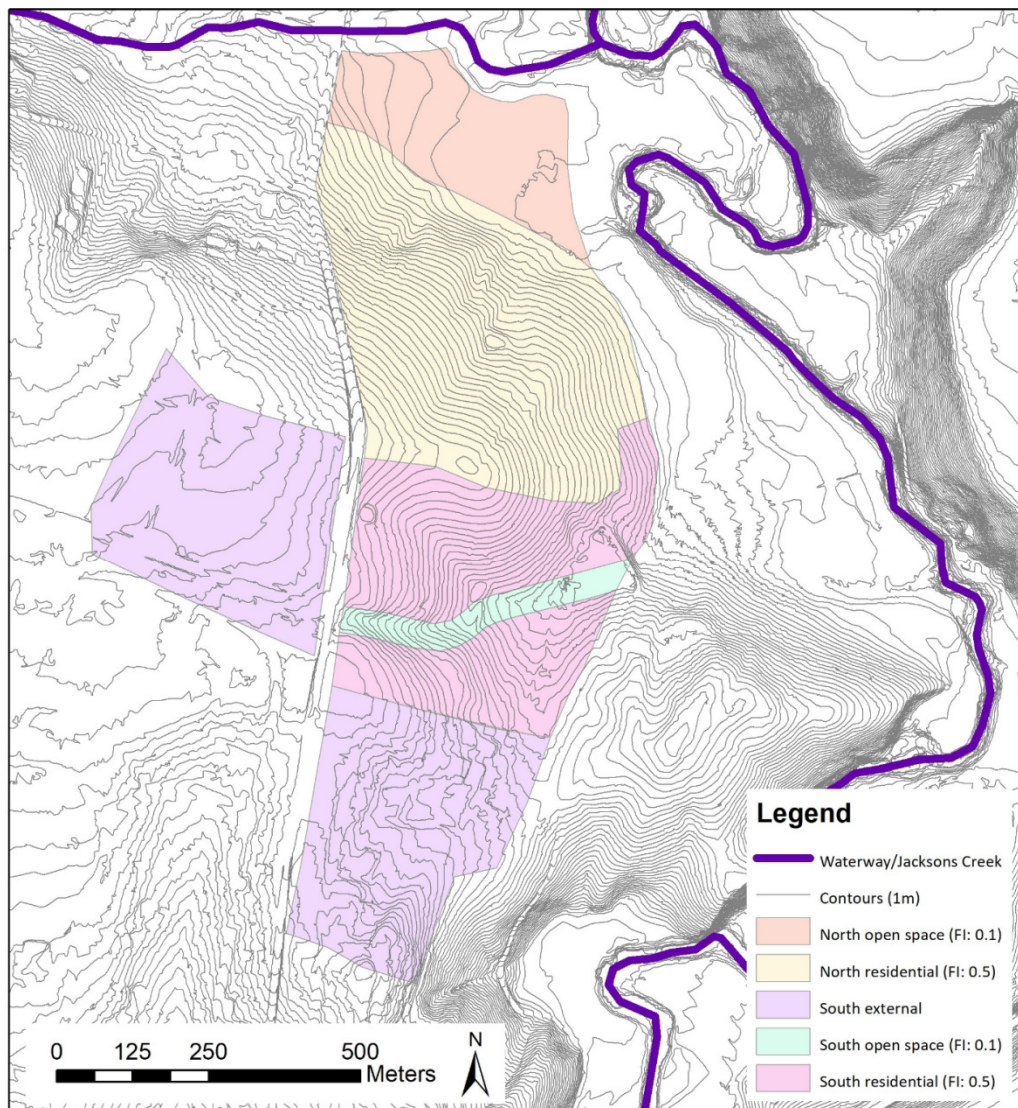 Legend
Waterway/Jacksons Creek
Contours (1m)
North open space (FI: 0.1)
North residential (FI: 0.5)
South external
South open space (FI: 0.1)
South residential (FI: 0.5)
0 125 250 500
Meters
N